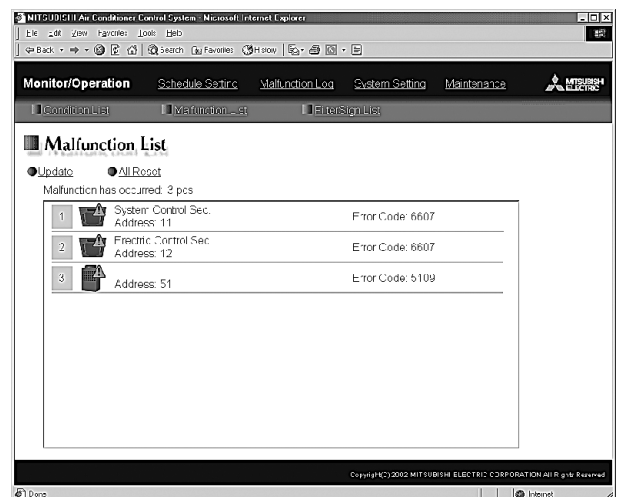 MITSUBISHI Air Conditioner Control System - Microsoft Internet Explorer
File Edit View Favorites Tools Help
Back Search Favorites History
Monitor/Operation Schedule Setting Malfunction Log System Setting Maintenance MITSUBISHI ELECTRIC
Condition List Malfunction List Filter Sign List
Malfunction List
Update All Reset
Malfunction has occurred: 3 pcs
1 System Control Sec. Error Code: 6607
Address: 11
2 Electric Control Sec Error Code: 6607
Address: 12
3 Error Code: 5109
Address: 51
Copyright(C)2002 MITSUBISHI ELECTRIC CORPORATION All Rights Reserved
Done Internet